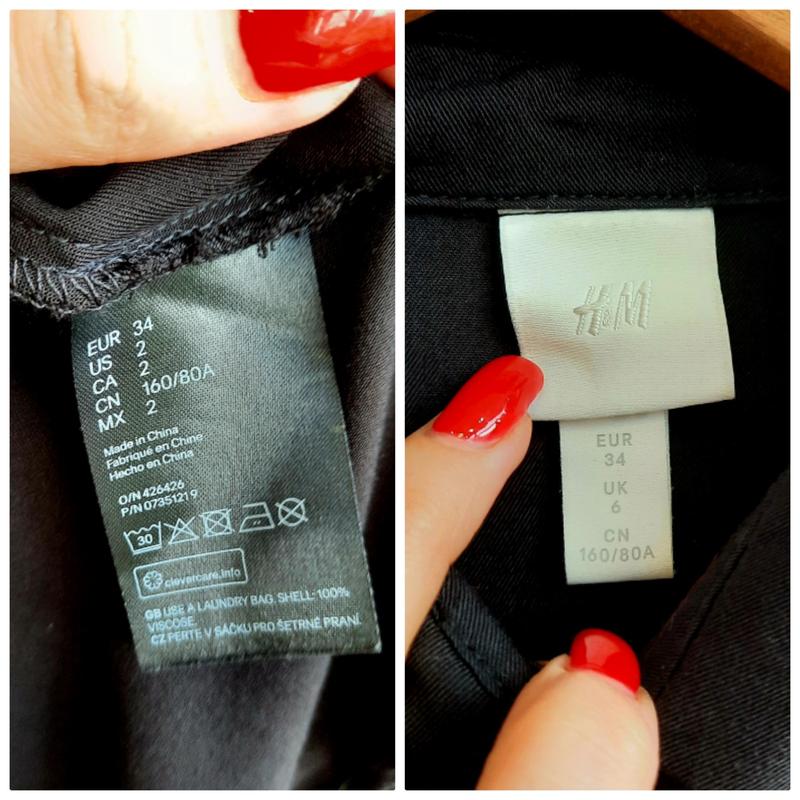 EUR 34
US 2
CA 2
CN 160/80A
MX 2
Made in China
Fabriqué en Chine
Hecho en China
O/N 426426
P/N 07351219
30
clevercare.info
GB USE A LAUNDRY BAG. SHELL: 100%
VISCOSE.
CZ PERTE V SÁČKU PRO ŠETRNÉ PRANÍ.
H&M
EUR
34
UK
6
CN
160/80A